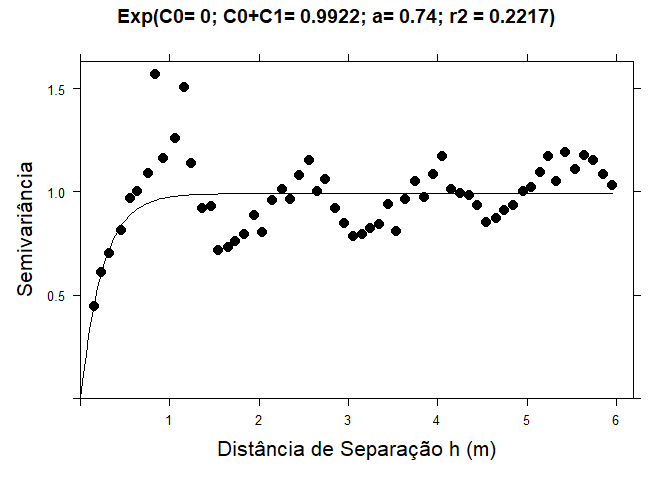 Exp(C0= 0; C0+C1= 0.9922; a= 0.74; r2 = 0.2217)
1.5
1.0
0.5
Semivariância
1 2 3 4 5 6
Distância de Separação h (m)